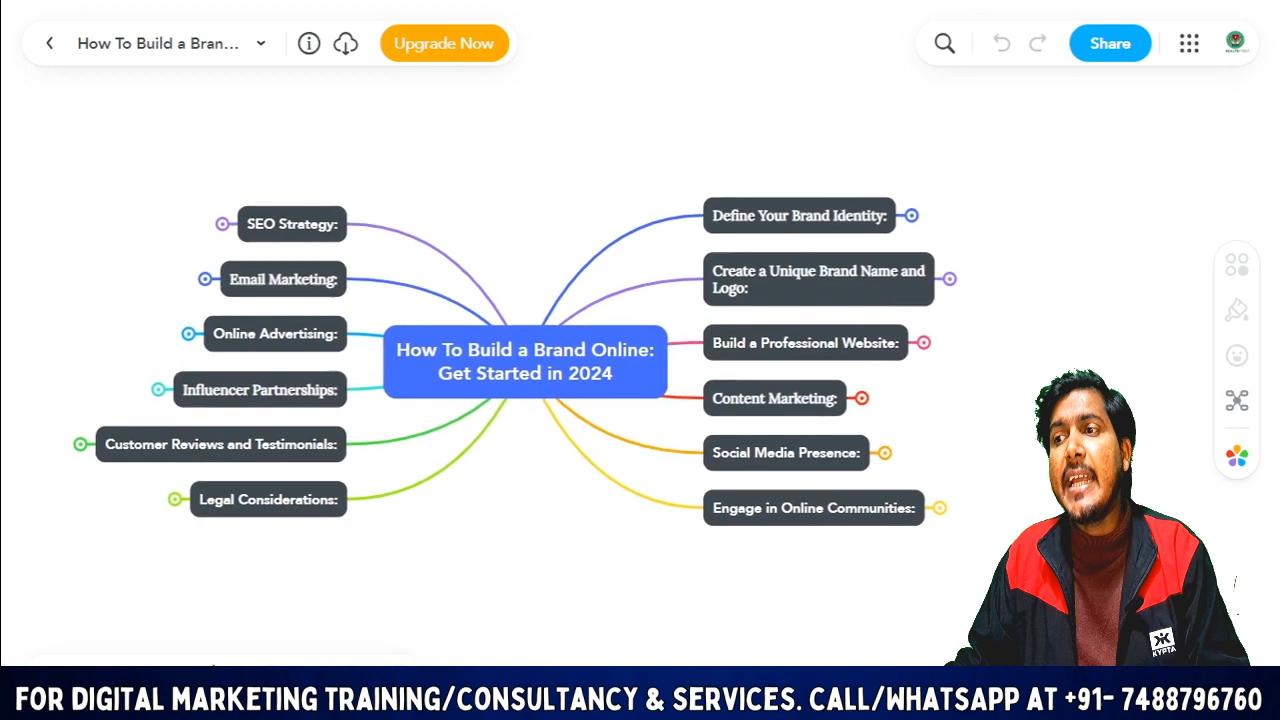 How To Build a Bran...
Upgrade Now
Share
SEO Strategy:
Email Marketing:
Online Advertising:
Influencer Partnerships:
Customer Reviews and Testimonials:
Legal Considerations:
How To Build a Brand Online:
Get Started in 2024
Define Your Brand Identity:
Create a Unique Brand Name and
Logo:
Build a Professional Website:
Content Marketing:
Social Media Presence:
Engage in Online Communities:
KYPTA
FOR DIGITAL MARKETING TRAINING/CONSULTANCY & SERVICES. CALL/WHATSAPP AT +91- 7488796760